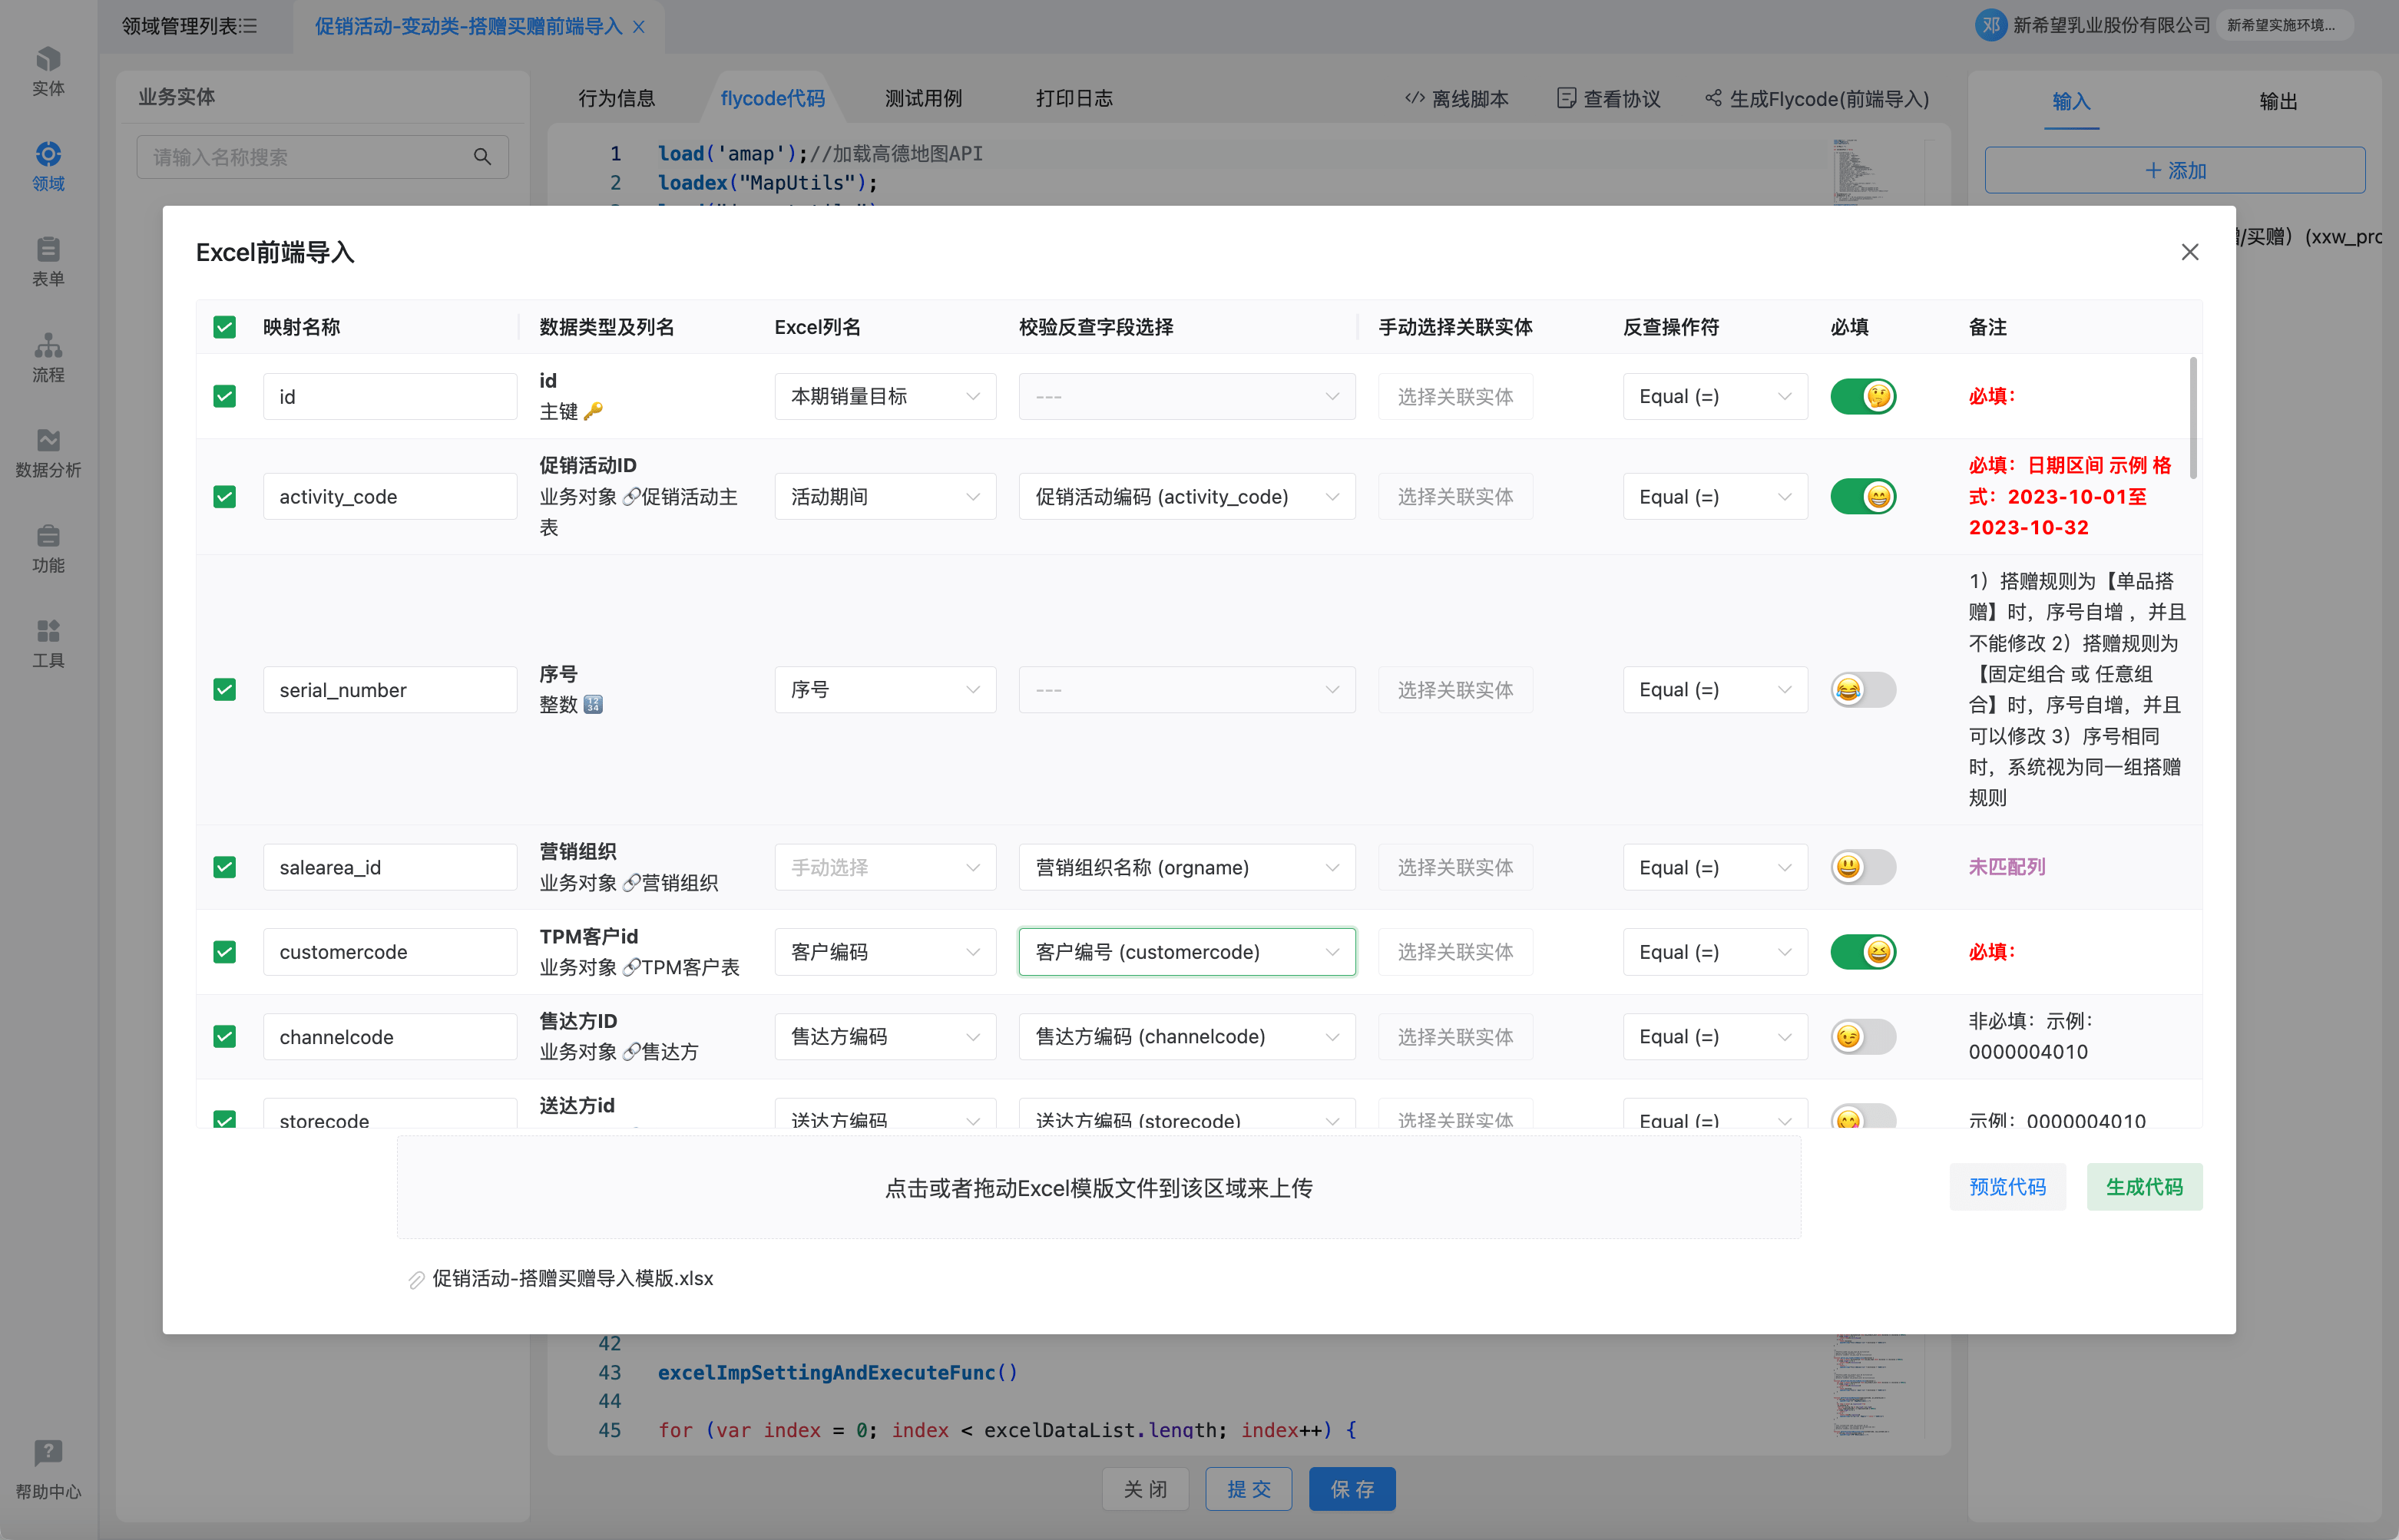 领域管理列表
促销活动-变动类-搭赠买赠前端导入
邓
新希望乳业股份有限公司
新希望实施环境...
实体
领域
表单
流程
数据分析
功能
工具
帮助中心
业务实体
请输入名称搜索
行为信息
flycode代码
测试用例
打印日志
</> 离线脚本
查看协议
生成Flycode(前端导入)
输入
输出
+ 添加
1 load('amap');//加载高德地图API
2 loadex("MapUtils");
/买赠）(xxw_prc
Excel前端导入
映射名称
数据类型及列名
Excel列名
校验反查字段选择
手动选择关联实体
反查操作符
必填
备注
id
id
主键
本期销量目标
---
选择关联实体
Equal (=)
必填：
activity_code
促销活动ID
业务对象 促销活动主
表
活动期间
促销活动编码 (activity_code)
选择关联实体
Equal (=)
必填：日期区间 示例 格
式：2023-10-01至
2023-10-32
serial_number
序号
整数
序号
---
选择关联实体
Equal (=)
1）搭赠规则为【单品搭
赠】时，序号自增 ，并且
不能修改 2）搭赠规则为
【固定组合 或 任意组
合】时，序号自增，并且
可以修改 3）序号相同
时，系统视为同一组搭赠
规则
salearea_id
营销组织
业务对象 营销组织
手动选择
营销组织名称 (orgname)
选择关联实体
Equal (=)
未匹配列
customercode
TPM客户id
业务对象 TPM客户表
客户编码
客户编号 (customercode)
选择关联实体
Equal (=)
必填：
channelcode
售达方ID
业务对象 售达方
售达方编码
售达方编码 (channelcode)
选择关联实体
Equal (=)
非必填：示例：
0000004010
storecode
送达方id
送达方编码
送达方编码 (storecode)
选择关联实体
Equal (=)
示例：0000004010
点击或者拖动Excel模版文件到该区域来上传
预览代码
生成代码
促销活动-搭赠买赠导入模版.xlsx
42
43 excelImpSettingAndExecuteFunc()
44
45 for (var index = 0; index < excelDataList.length; index++) {
关 闭
提 交
保 存